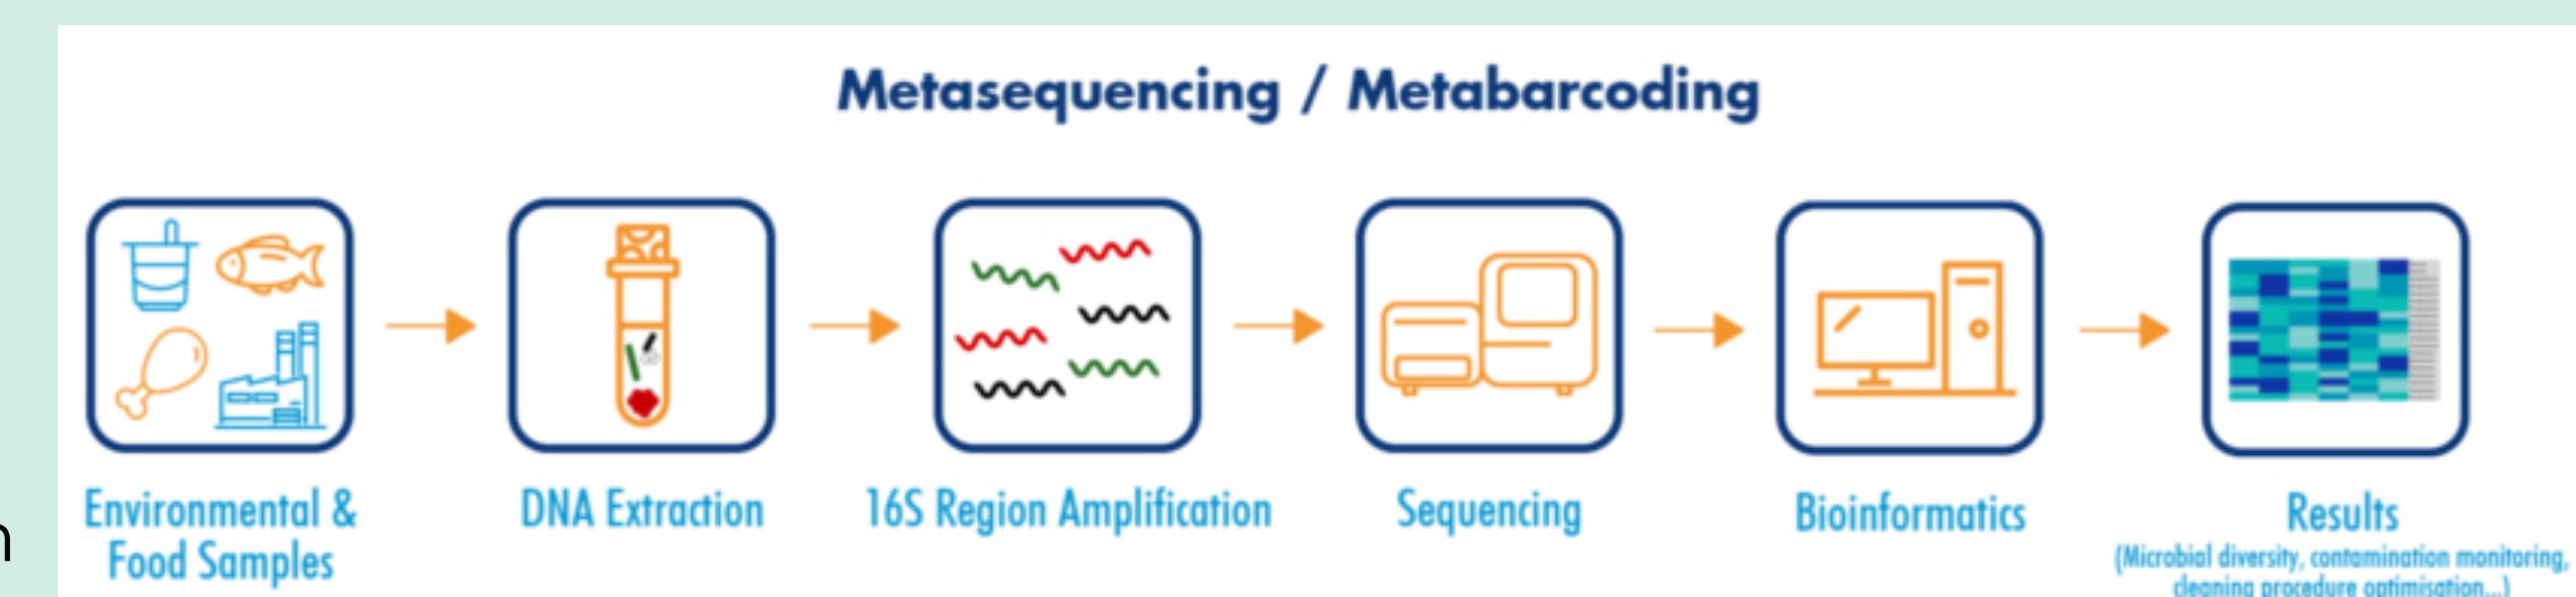 Metasequencing / Metabarcoding
Environmental &
Food Samples
DNA Extraction
16S Region Amplification
Sequencing
Bioinformatics
Results
(Microbial diversity, contamination monitoring,
cleaning procedure optimisation...)
n